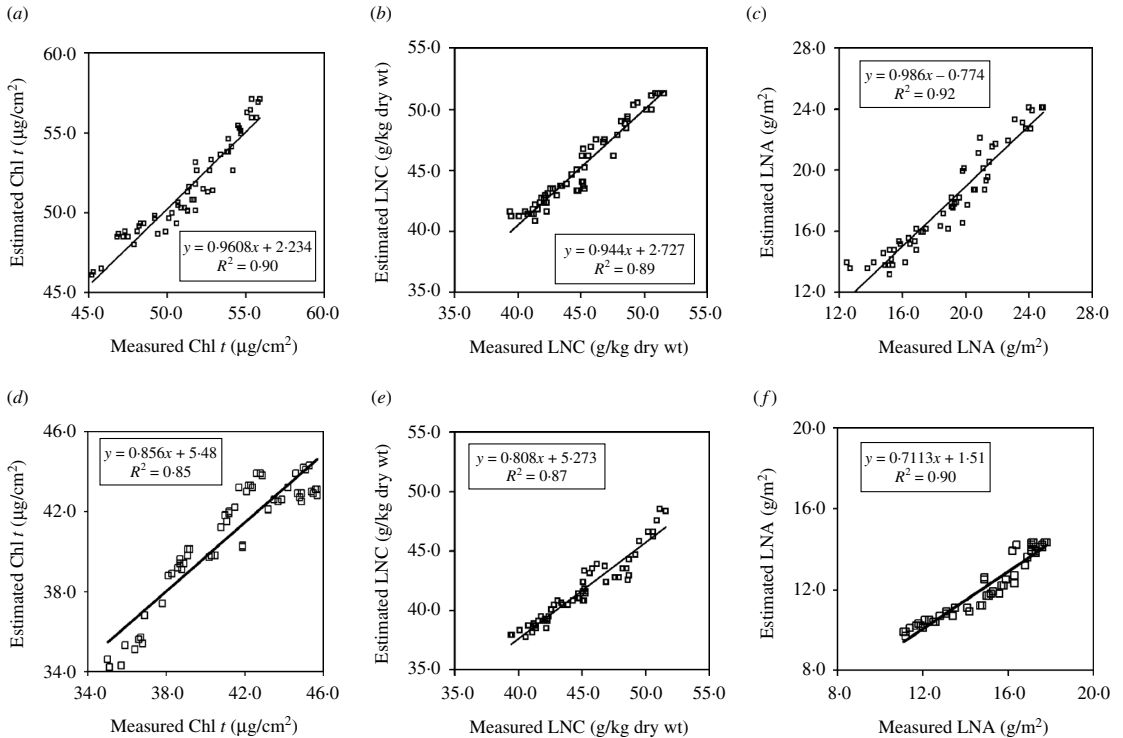 (a)
60·0
55·0
50·0
45·0
Estimated Chl t (µg/cm2)
y = 0·9608x + 2·234
R2 = 0·90
45·0 50·0 55·0 60·0
Measured Chl t (µg/cm2)
(b)
55·0
50·0
45·0
40·0
35·0
Estimated LNC (g/kg dry wt)
y = 0·944x + 2·727
R2 = 0·89
35·0 40·0 45·0 50·0 55·0
Measured LNC (g/kg dry wt)
(c)
28·0
24·0
20·0
16·0
12·0
Estimated LNA (g/m2)
y = 0·986x – 0·774
R2 = 0·92
12·0 16·0 20·0 24·0 28·0
Measured LNA (g/m2)
(d)
46·0
42·0
38·0
34·0
Estimated Chl t (µg/cm2)
y = 0·856x + 5·48
R2 = 0·85
34·0 38·0 42·0 46·0
Measured Chl t (µg/cm2)
(e)
55·0
50·0
45·0
40·0
35·0
Estimated LNC (g/kg dry wt)
y = 0·808x + 5·273
R2 = 0·87
35·0 40·0 45·0 50·0 55·0
Measured LNC (g/kg dry wt)
(f)
20·0
17·0
14·0
11·0
8·0
Estimated LNA (g/m2)
y = 0·7113x + 1·51
R2 = 0·90
8·0 12·0 16·0 20·0
Measured LNA (g/m2)